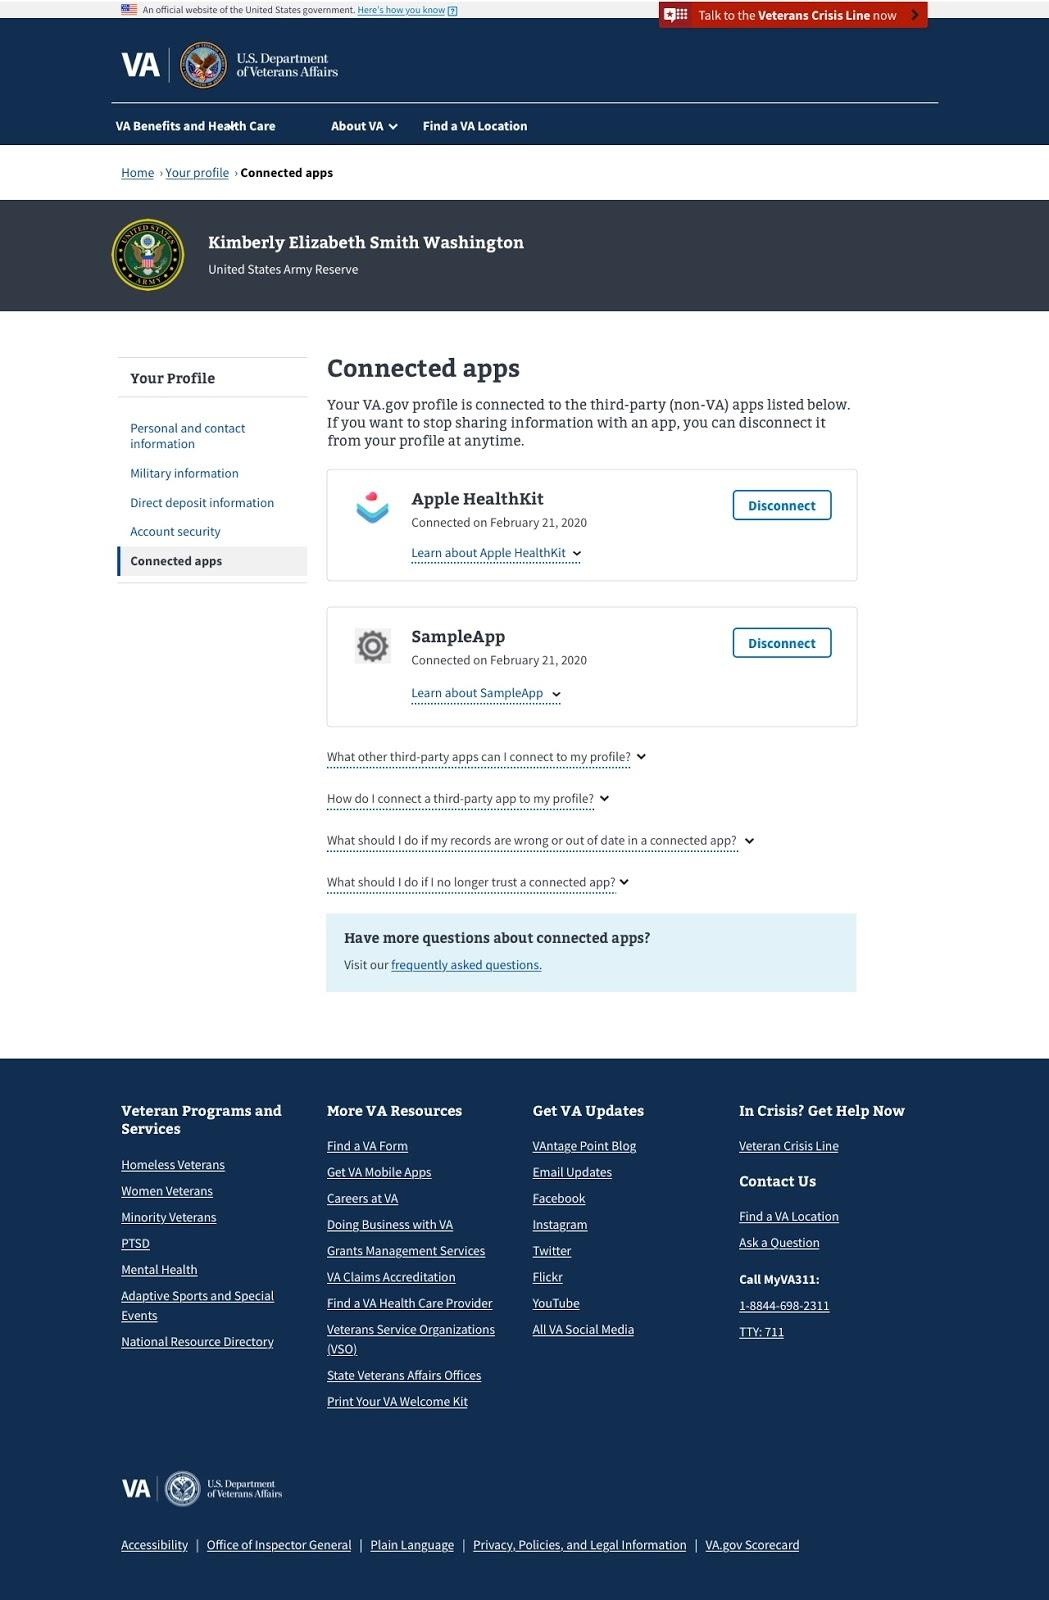 An official website of the United States government. Here's how you know
Talk to the Veterans Crisis Line now
VA
U.S. Department
of Veterans Affairs
VA Benefits and Health Care
About VA
Find a VA Location
Home › Your profile › Connected apps
UNITED STATES
ARMY
Kimberly Elizabeth Smith Washington
United States Army Reserve
Your Profile
Personal and contact
information
Military information
Direct deposit information
Account security
Connected apps
Connected apps
Your VA.gov profile is connected to the third-party (non-VA) apps listed below.
If you want to stop sharing information with an app, you can disconnect it
from your profile at anytime.
Apple HealthKit
Connected on February 21, 2020
Learn about Apple HealthKit
Disconnect
SampleApp
Connected on February 21, 2020
Learn about SampleApp
Disconnect
What other third-party apps can I connect to my profile?
How do I connect a third-party app to my profile?
What should I do if my records are wrong or out of date in a connected app?
What should I do if I no longer trust a connected app?
Have more questions about connected apps?
Visit our frequently asked questions.
Veteran Programs and
Services
Homeless Veterans
Women Veterans
Minority Veterans
PTSD
Mental Health
Adaptive Sports and Special
Events
National Resource Directory
More VA Resources
Find a VA Form
Get VA Mobile Apps
Careers at VA
Doing Business with VA
Grants Management Services
VA Claims Accreditation
Find a VA Health Care Provider
Veterans Service Organizations
(VSO)
State Veterans Affairs Offices
Print Your VA Welcome Kit
Get VA Updates
VAntage Point Blog
Email Updates
Facebook
Instagram
Twitter
Flickr
YouTube
All VA Social Media
In Crisis? Get Help Now
Veteran Crisis Line
Contact Us
Find a VA Location
Ask a Question
Call MyVA311:
1-8844-698-2311
TTY: 711
VA
U.S. Department
of Veterans Affairs
Accessibility | Office of Inspector General | Plain Language | Privacy, Policies, and Legal Information | VA.gov Scorecard